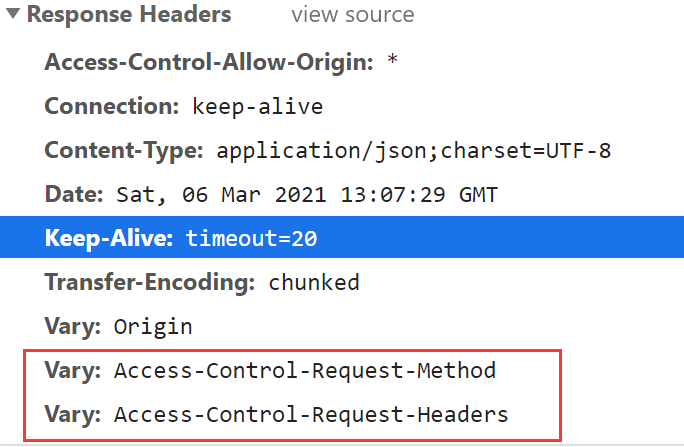 Response Headers view source
Access-Control-Allow-Origin: *
Connection: keep-alive
Content-Type: application/json;charset=UTF-8
Date: Sat, 06 Mar 2021 13:07:29 GMT
Keep-Alive: timeout=20
Transfer-Encoding: chunked
Vary: Origin
Vary: Access-Control-Request-Method
Vary: Access-Control-Request-Headers